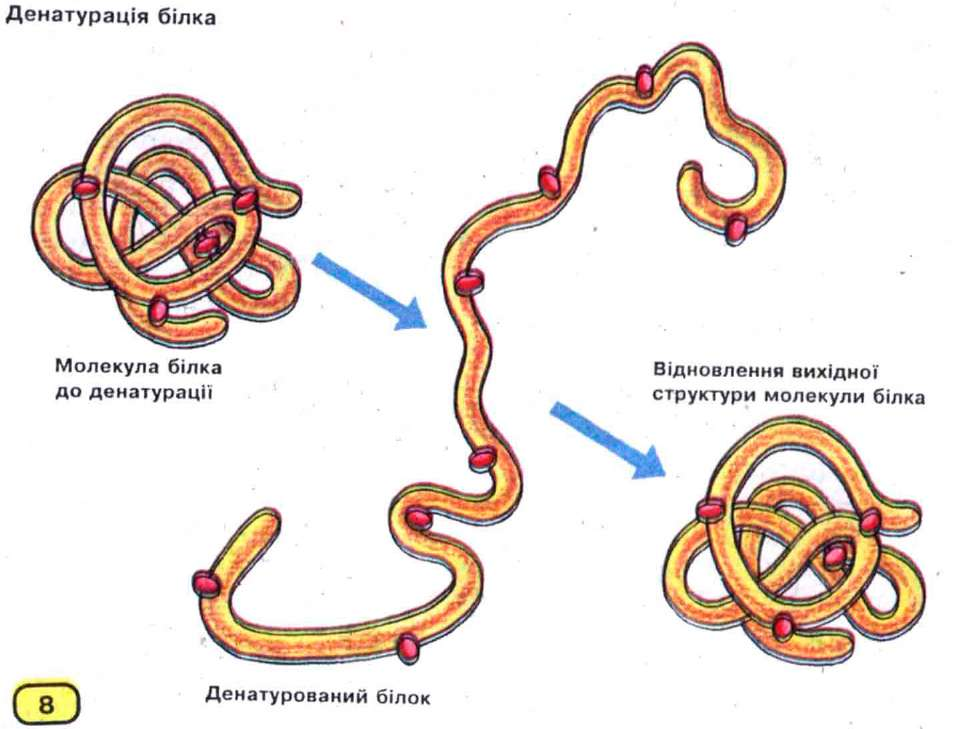 Денатурація білка
Молекула білка
до денатурації
Відновлення вихідної
структури молекули білка
Денатурований білок
8